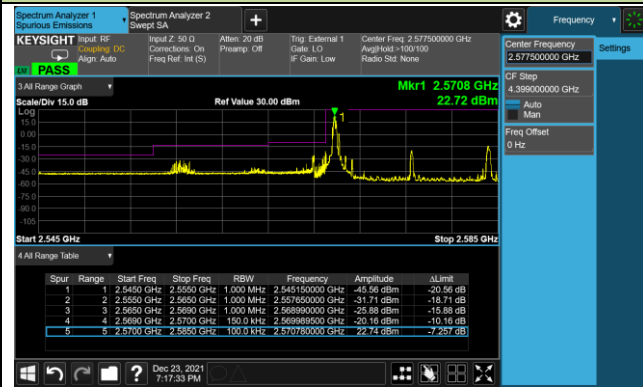 Spectrum Analyzer 1
Spurious Emissions
Spectrum Analyzer 2
Swept SA
+
Frequency
KEYSIGHT
Input: RF
Coupling: DC
Align: Auto
Input Z: 50 Ω
Corrections: On
Freq Ref: Int (S)
Atten: 20 dB
Preamp: Off
Trig: External 1
Gate: LO
IF Gain: Low
Center Freq: 2.577500000 GHz
Avg|Hold:>100/100
Radio Std: None
LW PASS
Center Frequency
2.577500000 GHz
Settings
CF Step
4.399000000 GHz
Auto
Man
Freq Offset
0 Hz
3 All Range Graph
Mkr1 2.5708 GHz
Scale/Div 15.0 dB
Ref Value 30.00 dBm
22.72 dBm
Log
15.0
0.00
-15.0
-30.0
-45.0
-60.0
-75.0
-90.0
-105
1
Start 2.545 GHz
Stop 2.585 GHz
4 All Range Table
Spur Range Start Freq Stop Freq RBW Frequency Amplitude ΔLimit
1 1 2.5450 GHz 2.5550 GHz 1.000 MHz 2.545150000 GHz -45.56 dBm -20.56 dB
2 2 2.5550 GHz 2.5650 GHz 1.000 MHz 2.557650000 GHz -31.71 dBm -18.71 dB
3 3 2.5650 GHz 2.5690 GHz 1.000 MHz 2.568990000 GHz -25.88 dBm -15.88 dB
4 4 2.5690 GHz 2.5700 GHz 150.0 kHz 2.569989500 GHz -20.16 dBm -10.16 dB
5 5 2.5700 GHz 2.5850 GHz 100.0 kHz 2.570780000 GHz 22.74 dBm -7.257 dB
?
Dec 23, 2021
7:17:33 PM